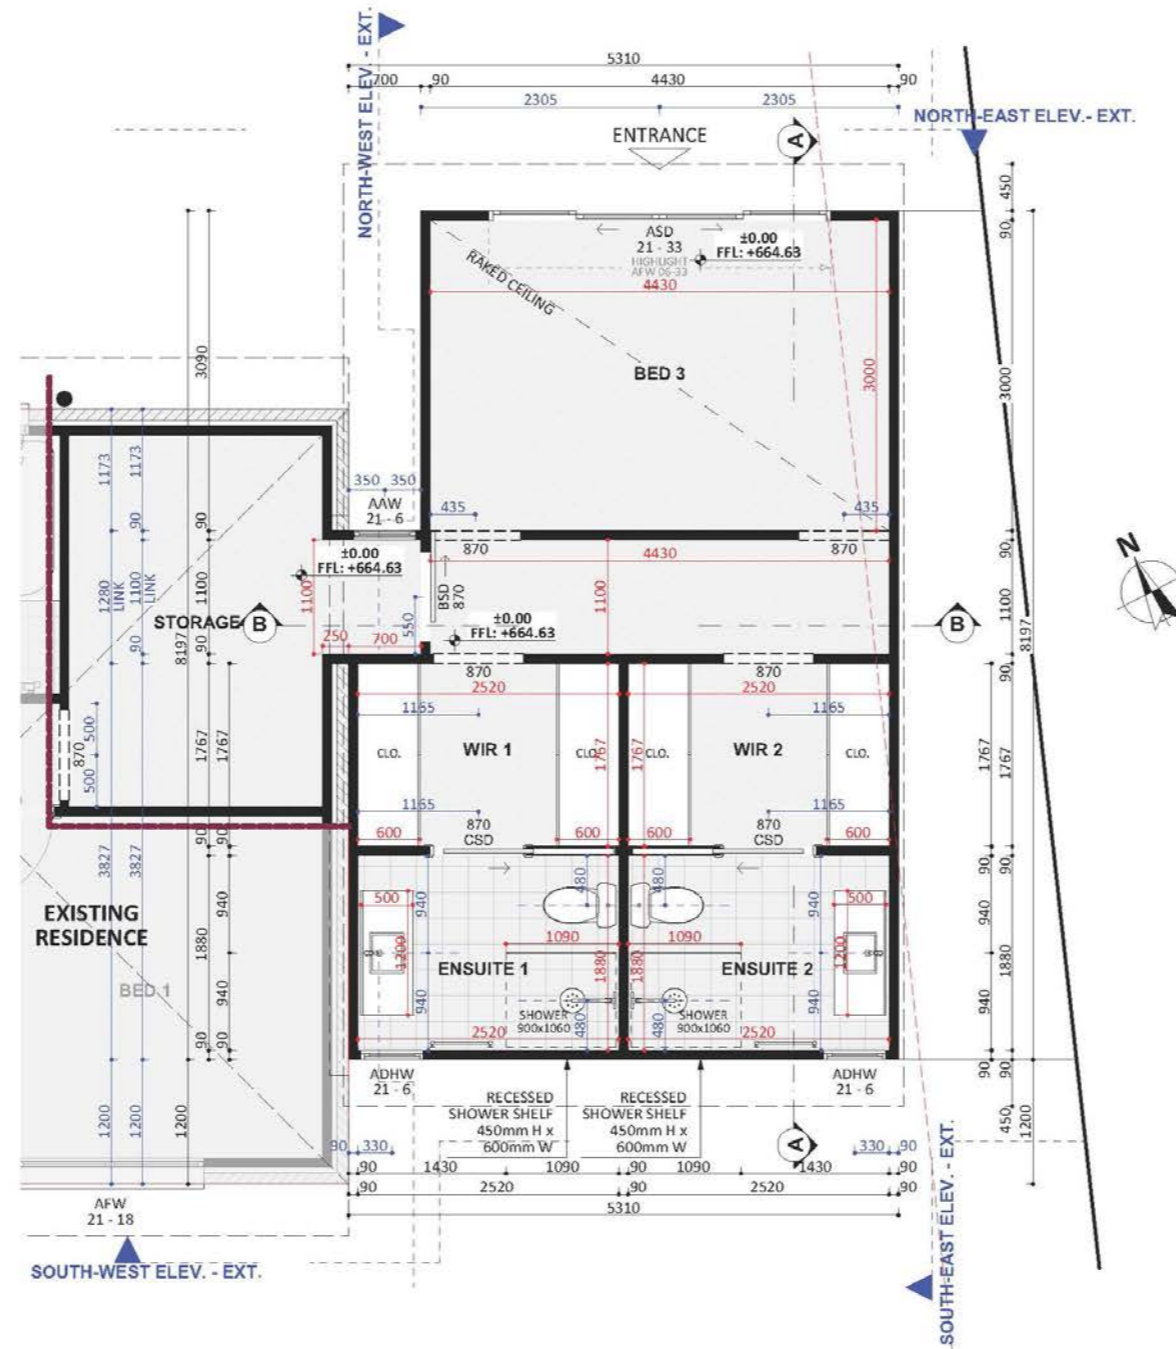 5310
700
90
4430
90
2305
2305
NORTH-WEST ELEV. - EXT.
ENTRANCE
A
NORTH-EAST ELEV.- EXT.
450
90
ASD
21 - 33
HIGHLIGHT
AFW 06-33
±0.00
FFL: +664.63
4430
RAKED CEILING
BED 3
3000
3000
3090
1173
1173
350
350
AAW
21 - 6
435
435
90
90
90
870
870
4430
±0.00
FFL: +664.63
1280
LINK
1100
LINK
1100
1100
BSD
870
1100
1100
8197
STORAGE
B
±0.00
FFL: +664.63
550
B
N
8197
90
90
250
700
90
870
870
2520
2520
500
870
500
1165
1165
1767
1767
CLO.
WIR 1
CLO.
1767
1767
CLO.
WIR 2
CLO.
1767
1767
1165
1165
600
870
CSD
600
600
870
CSD
600
90
90
90
90
3827
3827
480
480
940
940
500
940
940
500
940
EXISTING
RESIDENCE
1880
1200
1090
1090
1200
1880
ENSUITE 1
1880
1880
ENSUITE 2
BED 1
940
940
SHOWER
900x1060
480
480
SHOWER
900x1060
940
940
90
90
2520
2520
90
90
ADHW
21 - 6
ADHW
21 - 6
1200
1200
1200
RECESSED
SHOWER SHELF
450mm H x
600mm W
RECESSED
SHOWER SHELF
450mm H x
600mm W
450
1200
A
90
330
330
90
90
1430
1090
90
1090
1430
90
90
2520
90
2520
90
5310
AFW
21 - 18
SOUTH-WEST ELEV. - EXT.
SOUTH-EAST ELEV. - EXT.